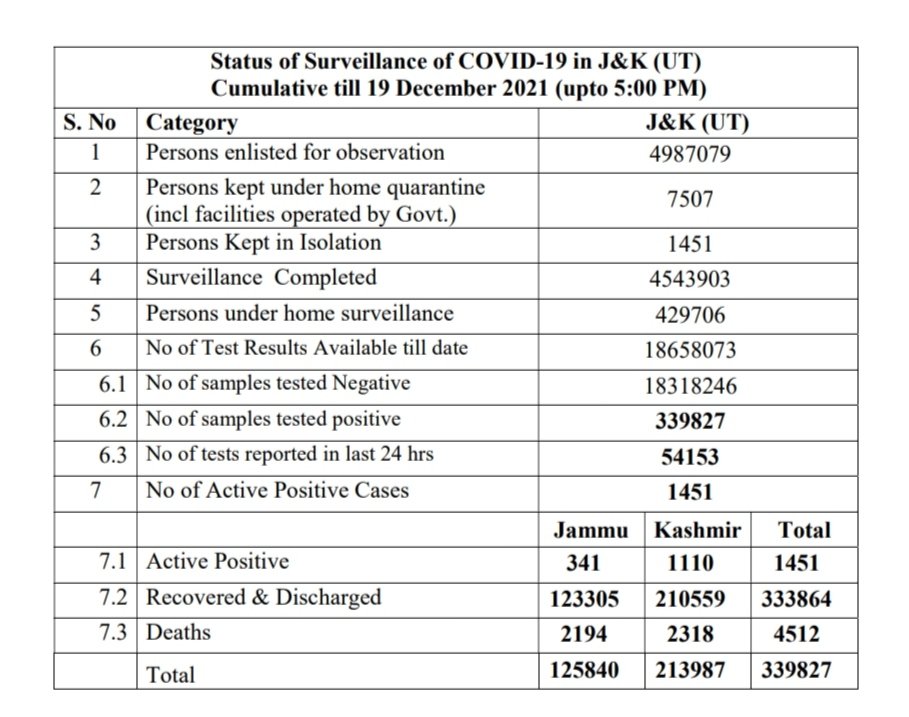 Status of Surveillance of COVID-19 in J&K (UT)
Cumulative till 19 December 2021 (upto 5:00 PM)
S. No Category J&K (UT)
1 Persons enlisted for observation 4987079
2 Persons kept under home quarantine
(incl facilities operated by Govt.) 7507
3 Persons Kept in Isolation 1451
4 Surveillance Completed 4543903
5 Persons under home surveillance 429706
6 No of Test Results Available till date 18658073
6.1 No of samples tested Negative 18318246
6.2 No of samples tested positive 339827
6.3 No of tests reported in last 24 hrs 54153
7 No of Active Positive Cases 1451
Jammu Kashmir Total
7.1 Active Positive 341 1110 1451
7.2 Recovered & Discharged 123305 210559 333864
7.3 Deaths 2194 2318 4512
Total 125840 213987 339827